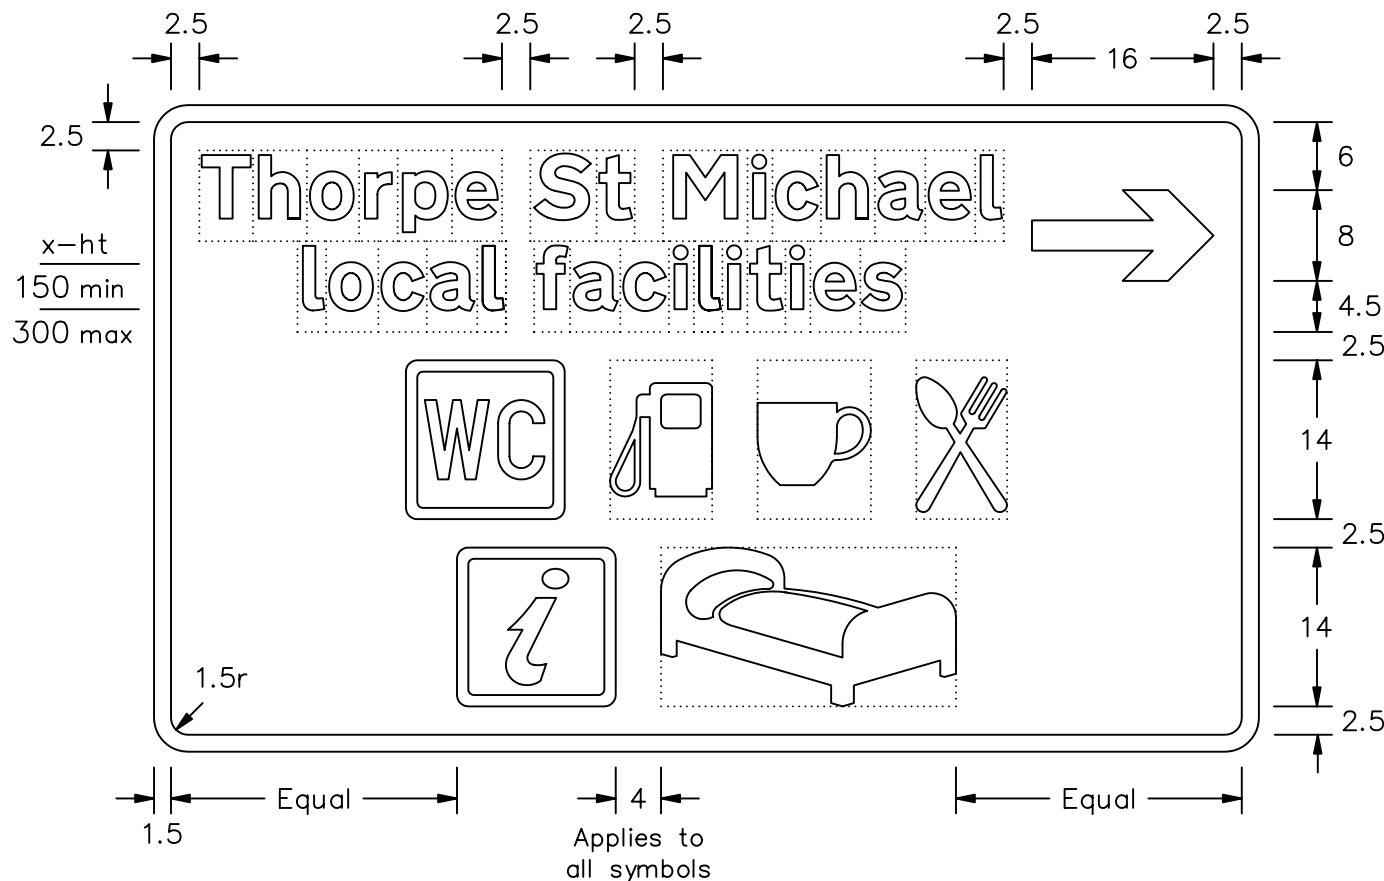 2.5 2.5 2.5 2.5 2.5
16
2.5
6
Thorpe St Michael
8
x-ht
local facilities
150 min
4.5
300 max
2.5
WC
14
2.5
i
14
1.5r
2.5
Equal 4 Equal
1.5
Applies to
all symbols